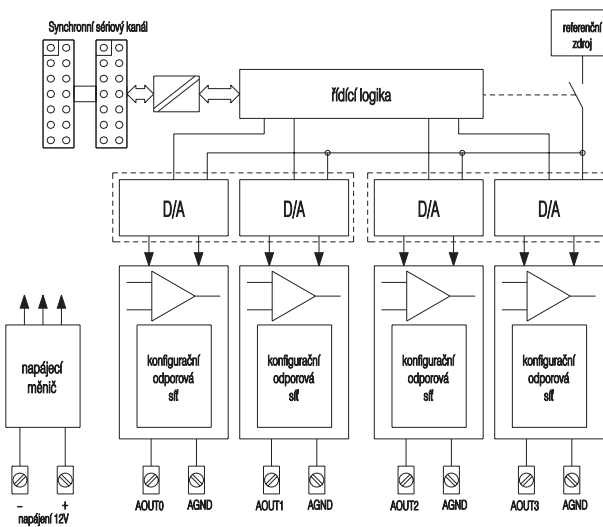 Synchronní sériový kanál
referenční
zdroj
řídící logika
D/A
D/A
D/A
D/A
konfigurační
odporová
síť
konfigurační
odporová
síť
konfigurační
odporová
síť
konfigurační
odporová
síť
napájecí
měnič
– +
napájení 12V
AOUT0 AGND AOUT1 AGND AOUT2 AGND AOUT3 AGND